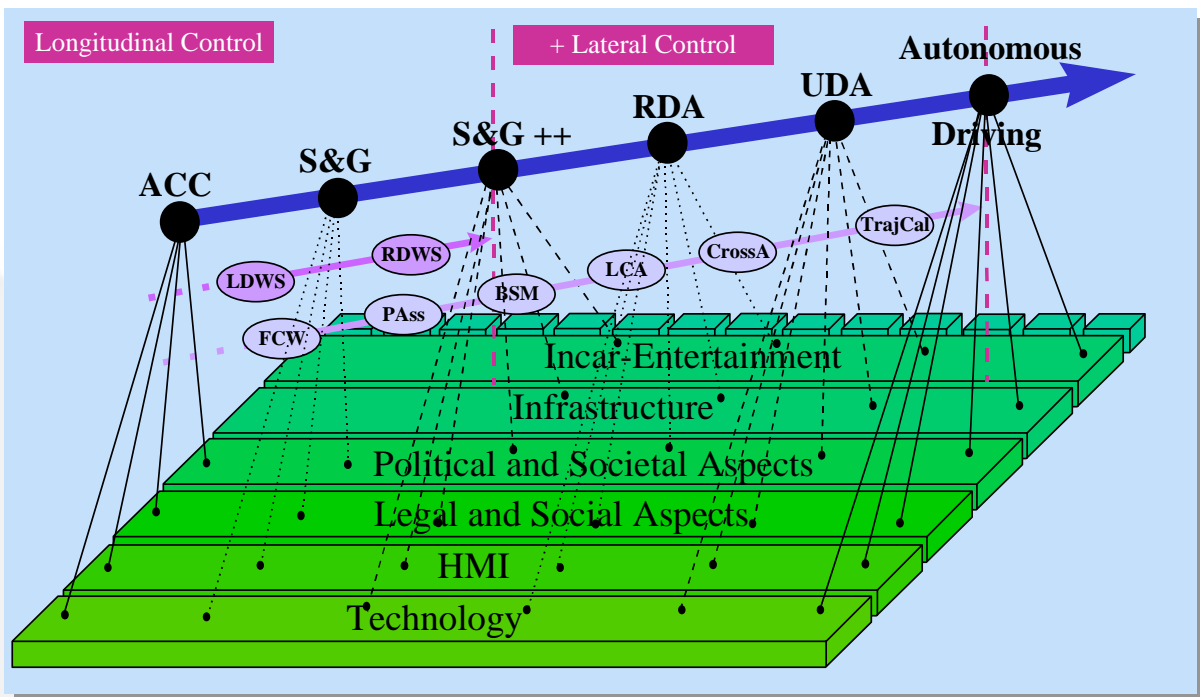 Longitudinal Control
+ Lateral Control
Autonomous
Driving
UDA
RDA
S&G ++
S&G
ACC
TrajCal
CrossA
RDWS
LCA
LDWS
BSM
PAss
FCW
Incar-Entertainment
Infrastructure
Political and Societal Aspects
Legal and Social Aspects
HMI
Technology